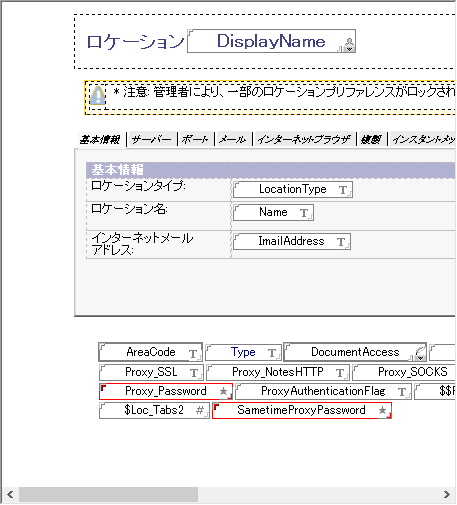 ロケーション DisplayName
* 注意: 管理者により、一部のロケーションプリファレンスがロックされ
基本情報 サーバー ポート メール インターネットブラウザ 複製 インスタントメッ
基本情報
ロケーションタイプ: LocationType T
ロケーション名: Name T
インターネットメール ImailAddress T
アドレス:
AreaCode T Type T DocumentAccess
Proxy_SSL T Proxy_NotesHTTP T Proxy_SOCKS
Proxy_Password ProxyAuthenticationFlag T $$F
$Loc_Tabs2 # SametimeProxyPassword